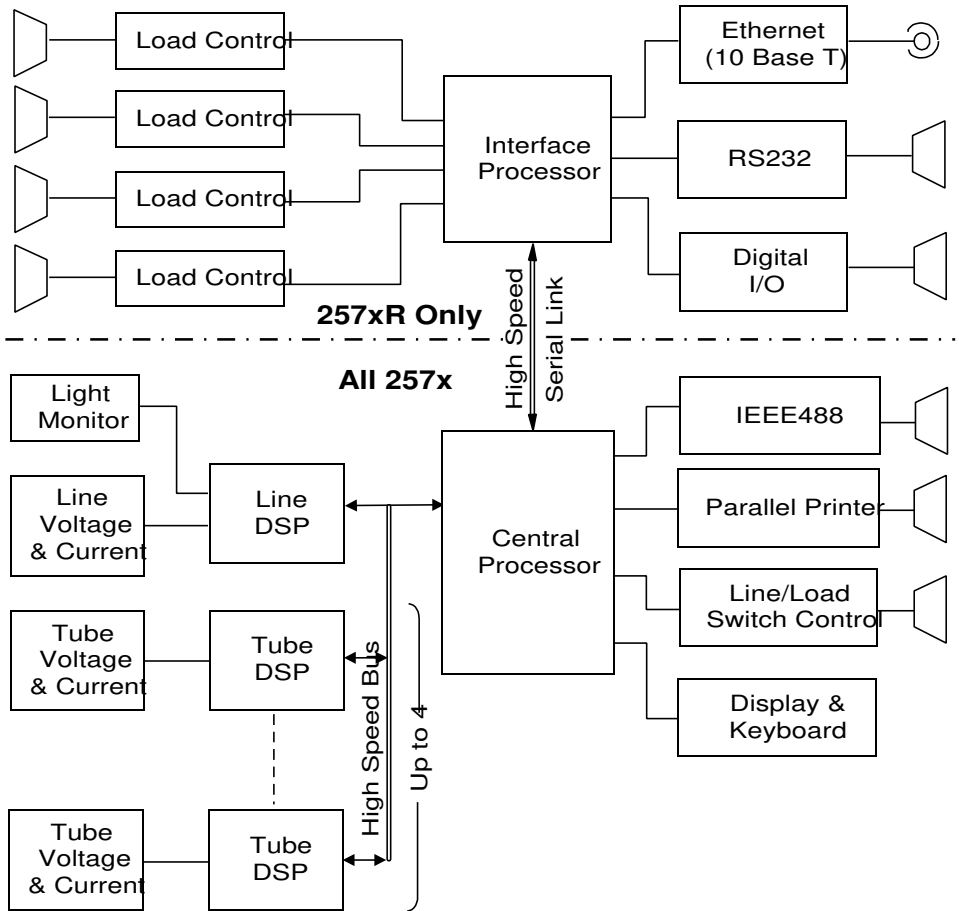 Load Control
Load Control
Load Control
Load Control
Interface
Processor
Ethernet
(10 Base T)
RS232
Digital
I/O
257xR Only
High Speed
Serial Link
All 257x
Light
Monitor
Line
Voltage
& Current
Line
DSP
Tube
Voltage
& Current
Tube
DSP
Tube
Voltage
& Current
Tube
DSP
High Speed Bus
Up to 4
Central
Processor
IEEE488
Parallel Printer
Line/Load
Switch Control
Display &
Keyboard